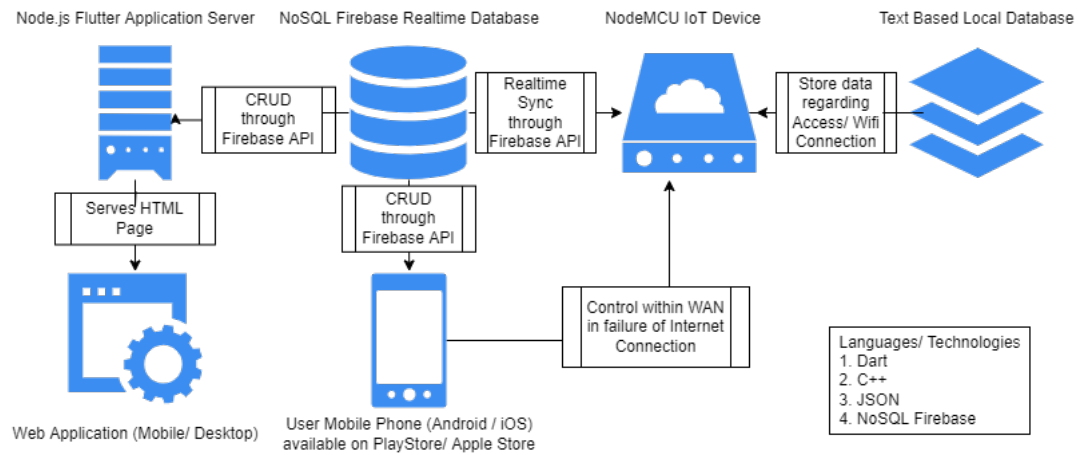 Node.js Flutter Application Server
NoSQL Firebase Realtime Database
NodeMCU IoT Device
Text Based Local Database
CRUD
through
Firebase API
Realtime
Sync
through
Firebase API
Store data
regarding
Access/ Wifi
Connection
Serves HTML
Page
CRUD
through
Firebase API
Control within WAN
in failure of Internet
Connection
Languages/ Technologies
1. Dart
2. C++
3. JSON
4. NoSQL Firebase
Web Application (Mobile/ Desktop)
User Mobile Phone (Android / iOS)
available on PlayStore/ Apple Store